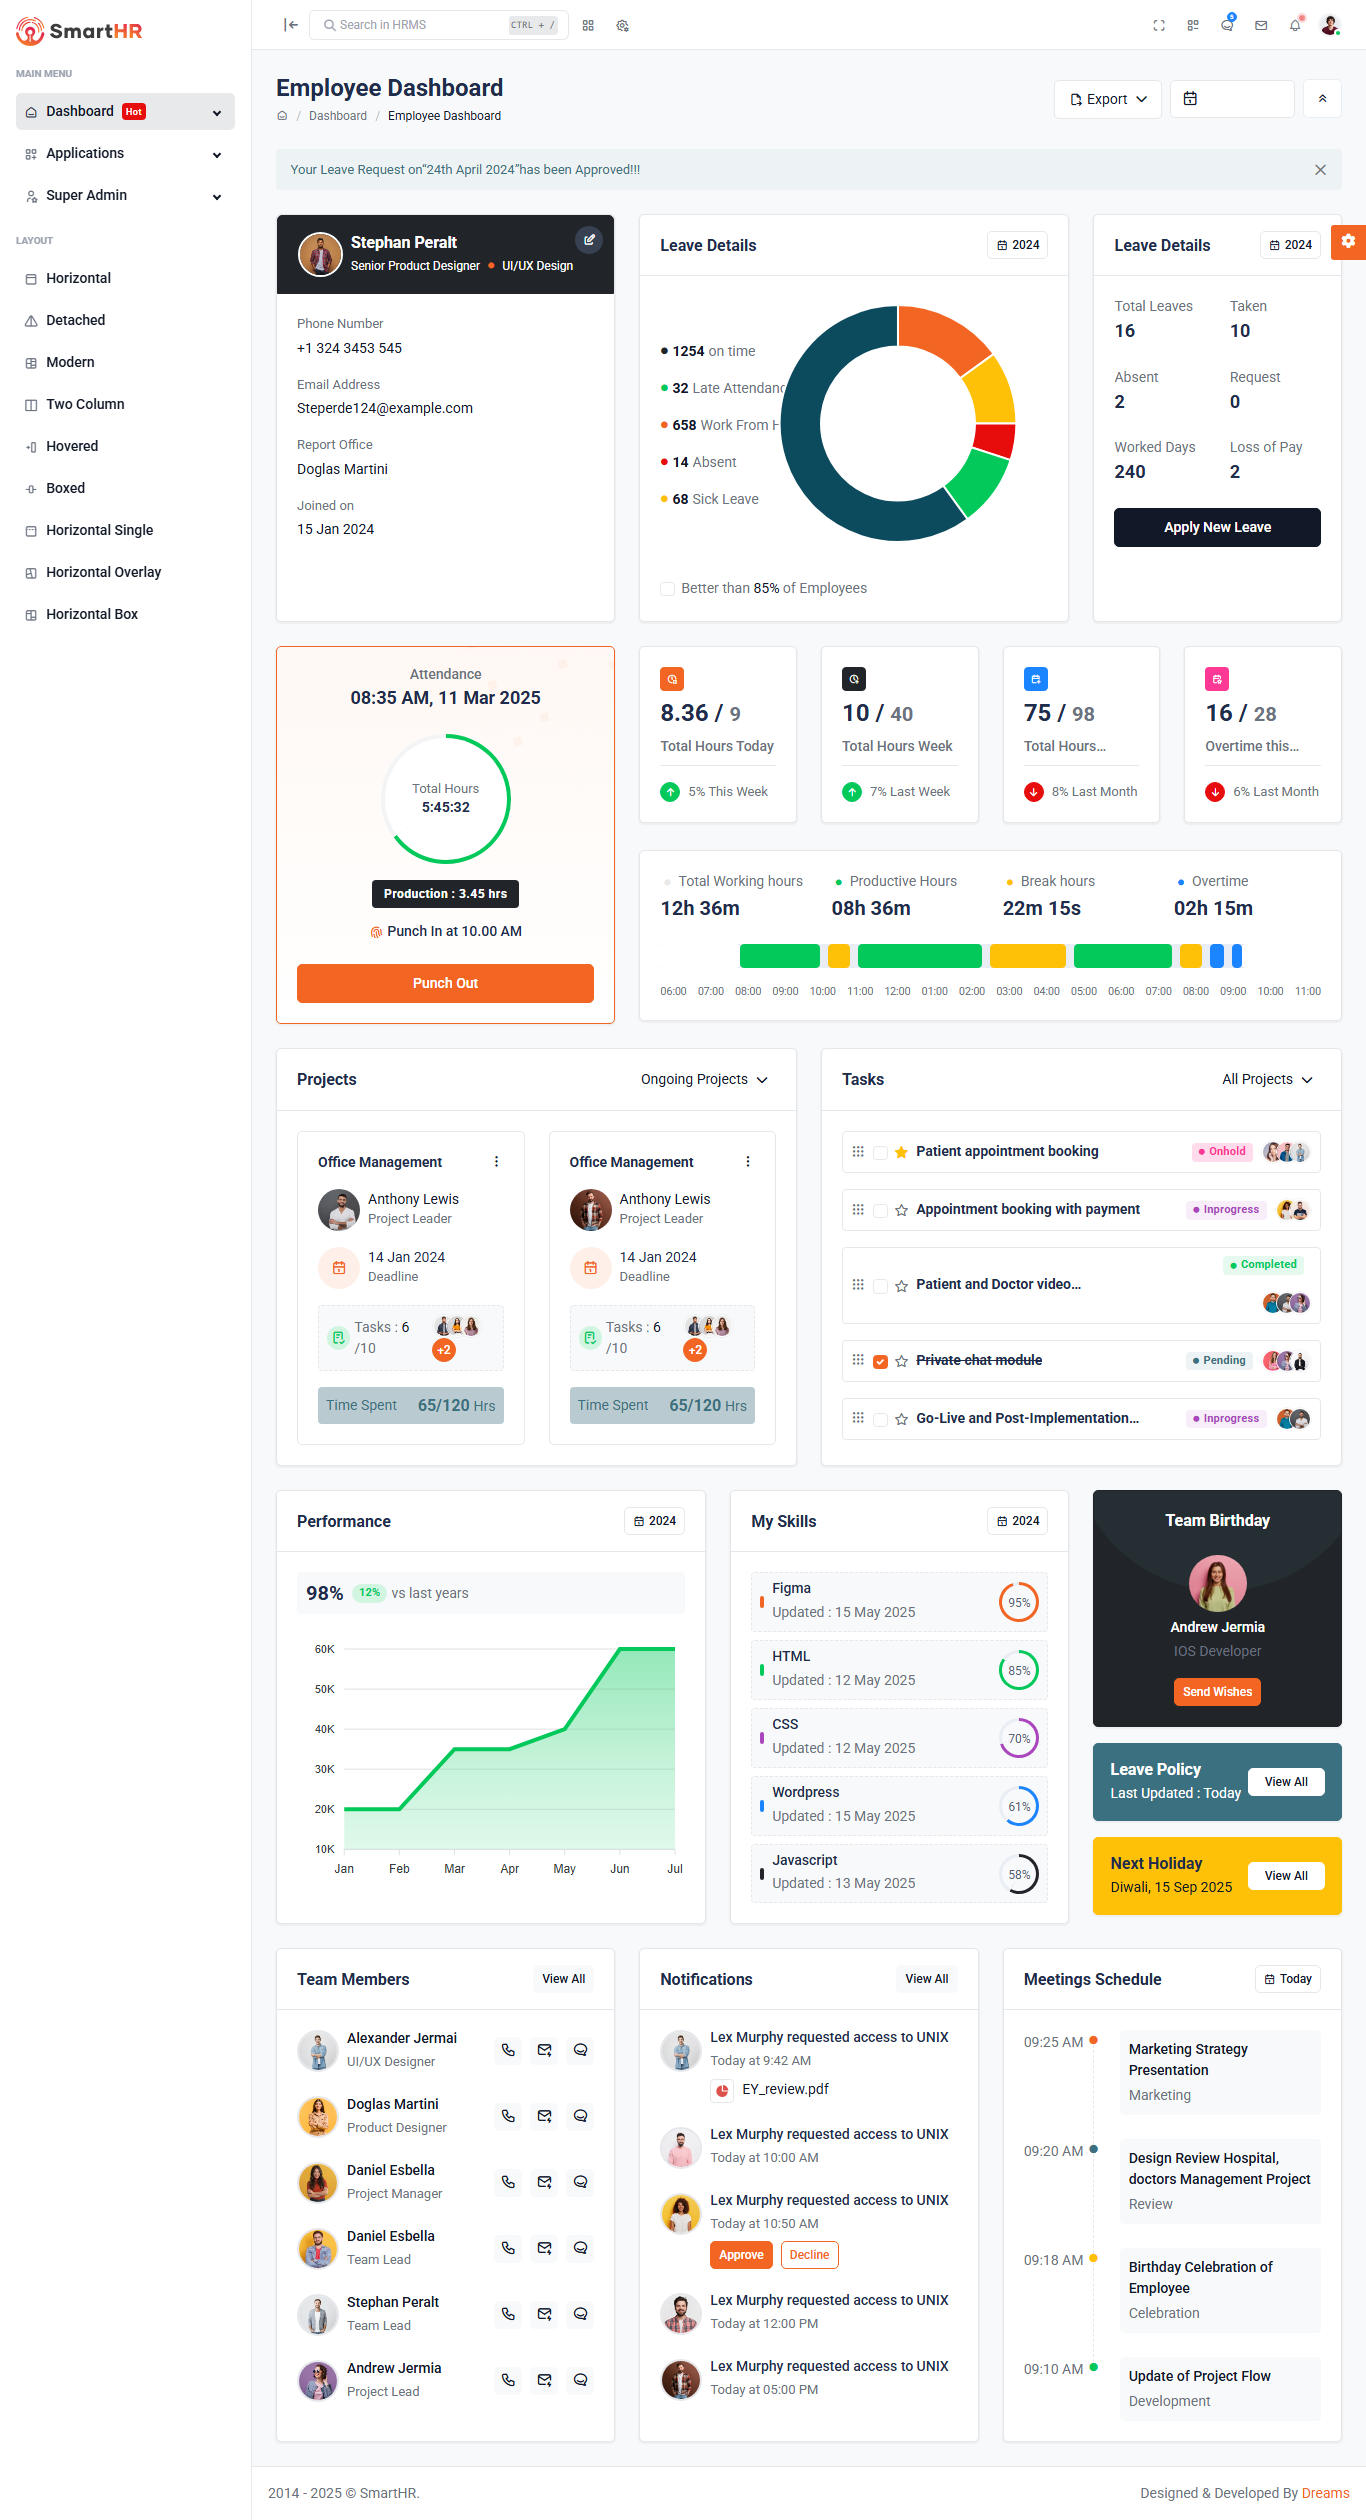 SmartHR
Search in HRMS
CTRL + /
MAIN MENU
Dashboard Hot
Applications
Super Admin
LAYOUT
Horizontal
Detached
Modern
Two Column
Hovered
Boxed
Horizontal Single
Horizontal Overlay
Horizontal Box
Employee Dashboard
/ Dashboard / Employee Dashboard
Export
Your Leave Request on“24th April 2024”has been Approved!!!
Stephan Peralt
Senior Product Designer UI/UX Design
Phone Number
+1 324 3453 545
Email Address
Steperde124@example.com
Report Office
Doglas Martini
Joined on
15 Jan 2024
Leave Details
2024
1254 on time
32 Late Attendanc
658 Work From H
14 Absent
68 Sick Leave
Better than 85% of Employees
Leave Details
2024
Total Leaves Taken
16 10
Absent Request
2 0
Worked Days Loss of Pay
240 2
Apply New Leave
Attendance
08:35 AM, 11 Mar 2025
Total Hours
5:45:32
Production : 3.45 hrs
Punch In at 10.00 AM
Punch Out
8.36 / 9
Total Hours Today
5% This Week
10 / 40
Total Hours Week
7% Last Week
75 / 98
Total Hours...
8% Last Month
16 / 28
Overtime this...
6% Last Month
Total Working hours Productive Hours Break hours Overtime
12h 36m 08h 36m 22m 15s 02h 15m
06:00 07:00 08:00 09:00 10:00 11:00 12:00 01:00 02:00 03:00 04:00 05:00 06:00 07:00 08:00 09:00 10:00 11:00
Projects
Ongoing Projects
Office Management
Anthony Lewis
Project Leader
14 Jan 2024
Deadline
Tasks : 6
/10
+2
Time Spent 65/120 Hrs
Office Management
Anthony Lewis
Project Leader
14 Jan 2024
Deadline
Tasks : 6
/10
+2
Time Spent 65/120 Hrs
Tasks
All Projects
Patient appointment booking Onhold
Appointment booking with payment Inprogress
Patient and Doctor video... Completed
Private chat module Pending
Go-Live and Post-Implementation... Inprogress
Performance
2024
98% 12% vs last years
60K
50K
40K
30K
20K
10K
Jan Feb Mar Apr May Jun Jul
My Skills
2024
Figma
Updated : 15 May 2025
95%
HTML
Updated : 12 May 2025
85%
CSS
Updated : 12 May 2025
70%
Wordpress
Updated : 15 May 2025
61%
Javascript
Updated : 13 May 2025
58%
Team Birthday
Andrew Jermia
IOS Developer
Send Wishes
Leave Policy
Last Updated : Today
View All
Next Holiday
Diwali, 15 Sep 2025
View All
Team Members
View All
Alexander Jermai
UI/UX Designer
Doglas Martini
Product Designer
Daniel Esbella
Project Manager
Daniel Esbella
Team Lead
Stephan Peralt
Team Lead
Andrew Jermia
Project Lead
Notifications
View All
Lex Murphy requested access to UNIX
Today at 9:42 AM
EY_review.pdf
Lex Murphy requested access to UNIX
Today at 10:00 AM
Lex Murphy requested access to UNIX
Today at 10:50 AM
Approve Decline
Lex Murphy requested access to UNIX
Today at 12:00 PM
Lex Murphy requested access to UNIX
Today at 05:00 PM
Meetings Schedule
Today
09:25 AM
Marketing Strategy
Presentation
Marketing
09:20 AM
Design Review Hospital,
doctors Management Project
Review
09:18 AM
Birthday Celebration of
Employee
Celebration
09:10 AM
Update of Project Flow
Development
2014 - 2025 © SmartHR.
Designed & Developed By Dreams